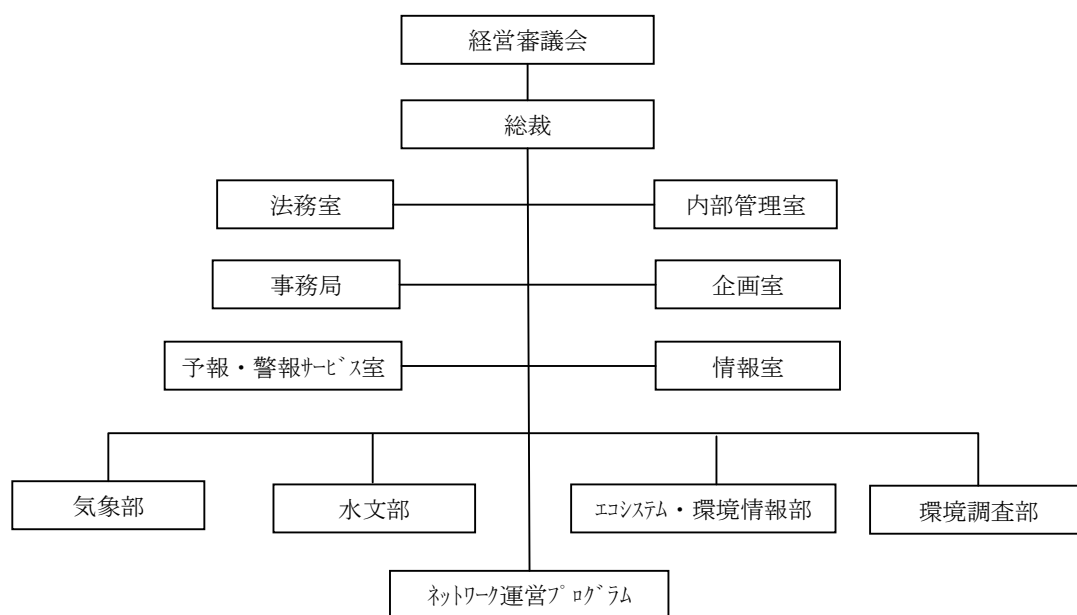 経営審議会
総裁
法務室
内部管理室
事務局
企画室
予報・警報ｻｰﾋﾞｽ室
情報室
気象部
水文部
ｴｺｼｽﾃﾑ・環境情報部
環境調査部
ﾈｯﾄﾜｰｸ運営ﾌﾟﾛｸﾞﾗﾑ